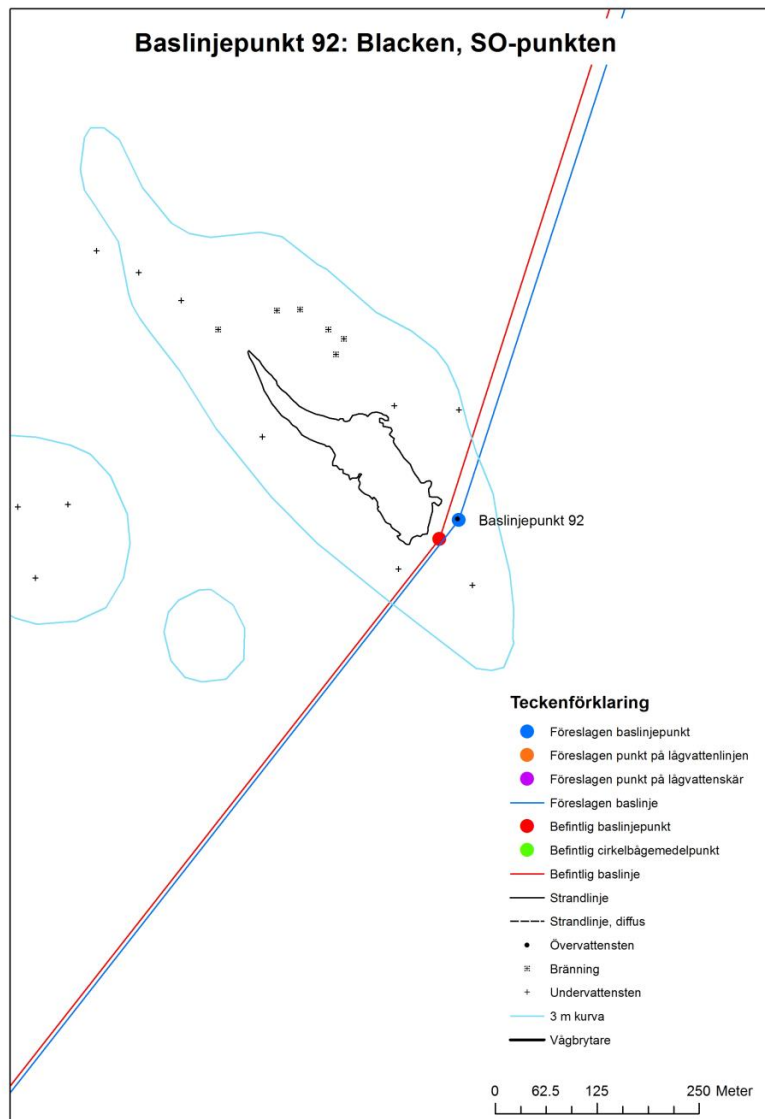 Baslinjepunkt 92: Blacken, SO-punkten
Baslinjepunkt 92
Teckenförklaring
Föreslagen baslinjepunkt
Föreslagen punkt på lågvattenlinjen
Föreslagen punkt på lågvattenskär
Föreslagen baslinje
Befintlig baslinjepunkt
Befintlig cirkelbågemedelpunkt
Befintlig baslinje
Strandlinje
Strandlinje, diffus
Övervattensten
Bränning
Undervattensten
3 m kurva
Vågbrytare
0 62.5 125 250 Meter